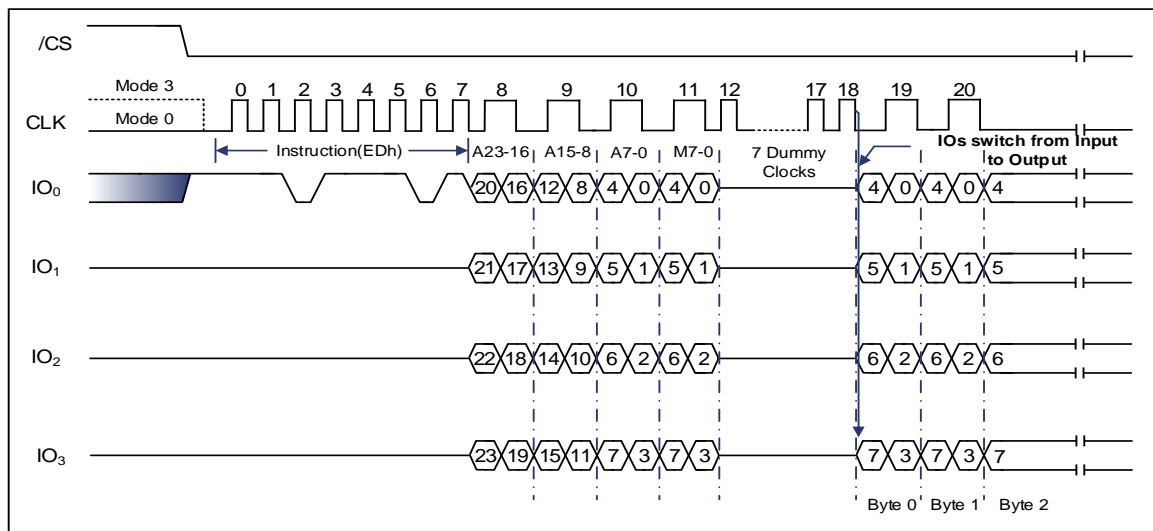 /CS
Mode 3
0 1 2 3 4 5 6 7 8 9 10 11 12 17 18 19 20
CLK
Mode 0
IOs switch from Input
to Output
Instruction(EDh) A23-16 A15-8 A7-0 M7-0 7 Dummy
Clocks
IO0 20 16 12 8 4 0 4 0 4 0 4 0 4
IO1 21 17 13 9 5 1 5 1 5 1 5 1 5
IO2 22 18 14 10 6 2 6 2 6 2 6 2 6
IO3 23 19 15 11 7 3 7 3 7 3 7 3 7
Byte 0 Byte 1 Byte 2